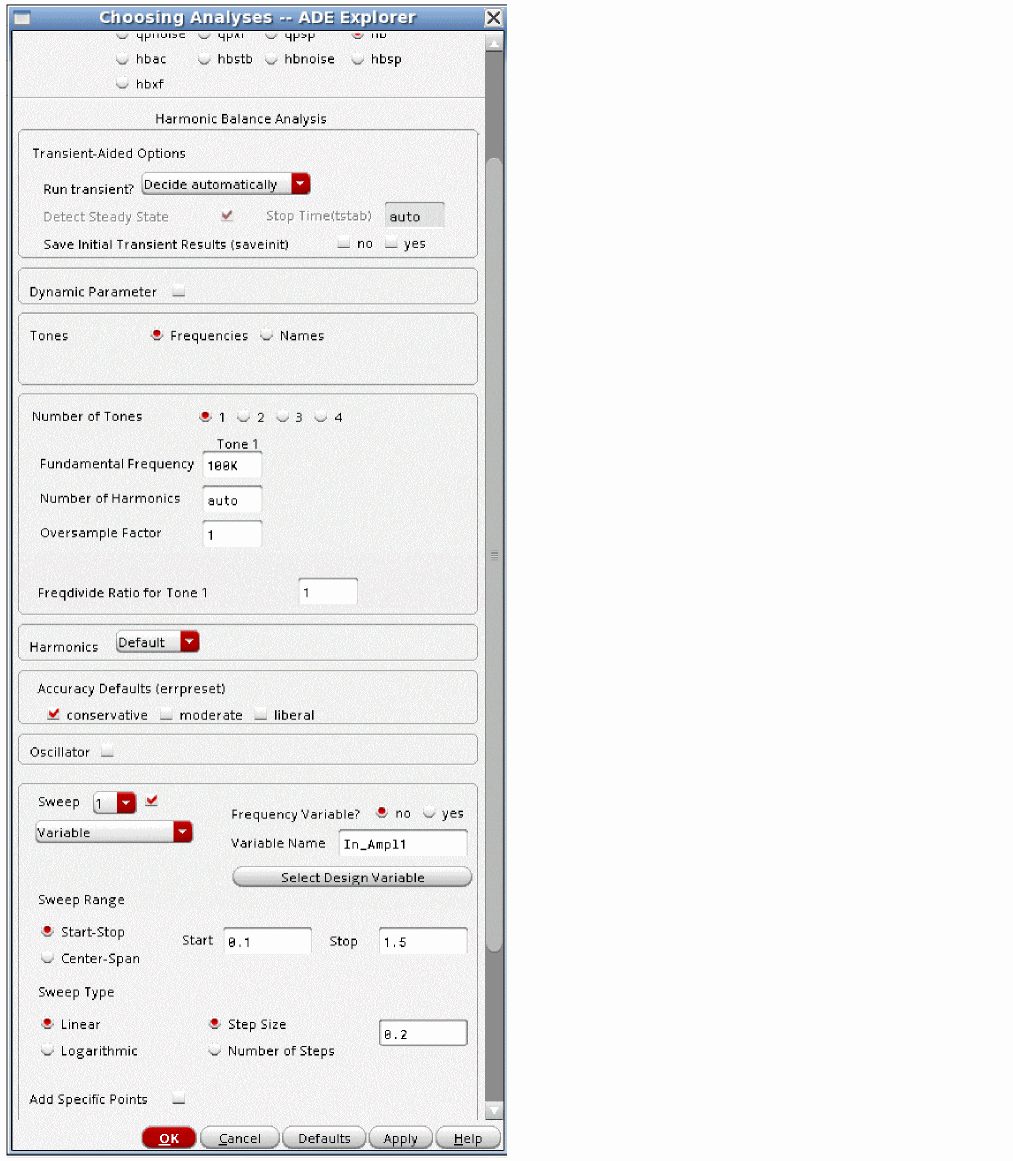 Choosing Analyses -- ADE Explorer
qpnoise qpxf qpsp hb
hbac hbstb hbnoise hbsp
hbxf
Harmonic Balance Analysis
Transient-Aided Options
Run transient? Decide automatically
Detect Steady State Stop Time(tstab) auto
Save Initial Transient Results (saveinit) no yes
Dynamic Parameter
Tones Frequencies Names
Number of Tones 1 2 3 4
Tone 1
Fundamental Frequency 100K
Number of Harmonics auto
Oversample Factor 1
Freqdivide Ratio for Tone 1 1
Harmonics Default
Accuracy Defaults (errpreset)
conservative moderate liberal
Oscillator
Sweep 1
Frequency Variable? no yes
Variable
Variable Name In_Ampl1
Select Design Variable
Sweep Range
Start-Stop Start 0.1 Stop 1.5
Center-Span
Sweep Type
Linear Step Size 0.2
Logarithmic Number of Steps
Add Specific Points
OK Cancel Defaults Apply Help